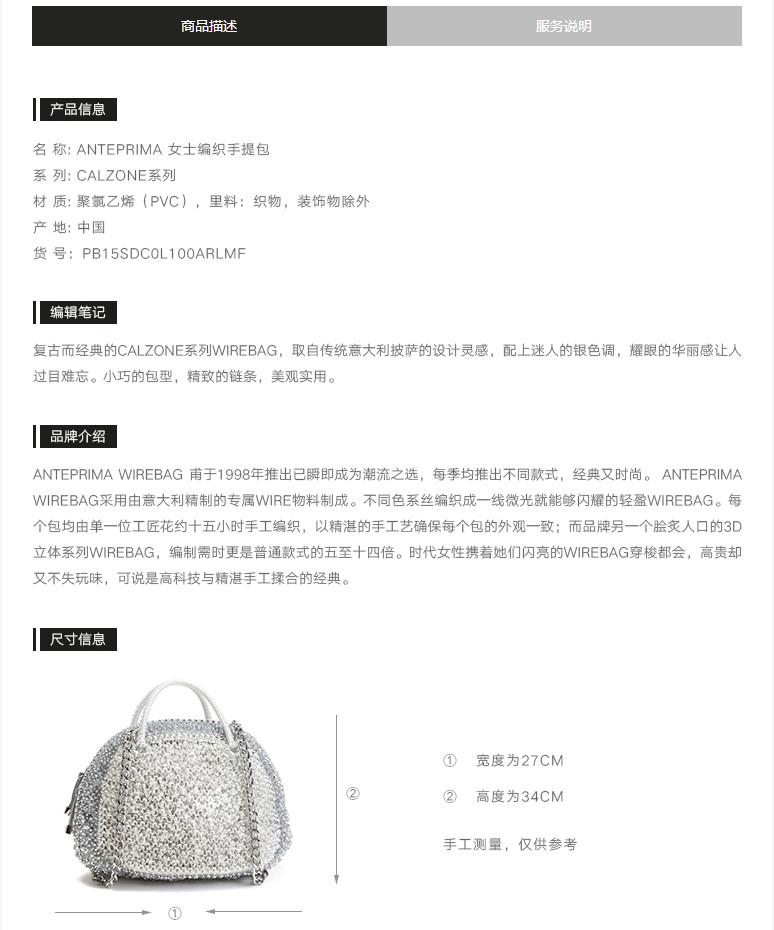 商品描述
服务说明
产品信息
名 称: ANTEPRIMA 女士编织手提包
系 列: CALZONE系列
材 质: 聚氯乙烯（PVC），里料：织物，装饰物除外
产 地: 中国
货 号：PB15SDC0L100ARLMF
编辑笔记
复古而经典的CALZONE系列WIREBAG，取自传统意大利披萨的设计灵感，配上迷人的银色调，耀眼的华丽感让人
过目难忘。小巧的包型，精致的链条，美观实用。
品牌介绍
ANTEPRIMA WIREBAG 甫于1998年推出已瞬即成为潮流之选，每季均推出不同款式，经典又时尚。 ANTEPRIMA
WIREBAG采用由意大利精制的专属WIRE物料制成。不同色系丝编织成一线微光就能够闪耀的轻盈WIREBAG。每
个包均由单一位工匠花约十五小时手工编织，以精湛的手工艺确保每个包的外观一致；而品牌另一个脍炙人口的3D
立体系列WIREBAG，编制需时更是普通款式的五至十四倍。时代女性携着她们闪亮的WIREBAG穿梭都会，高贵却
又不失玩味，可说是高科技与精湛手工揉合的经典。
尺寸信息
① 宽度为27CM
②
② 高度为34CM
手工测量，仅供参考
①